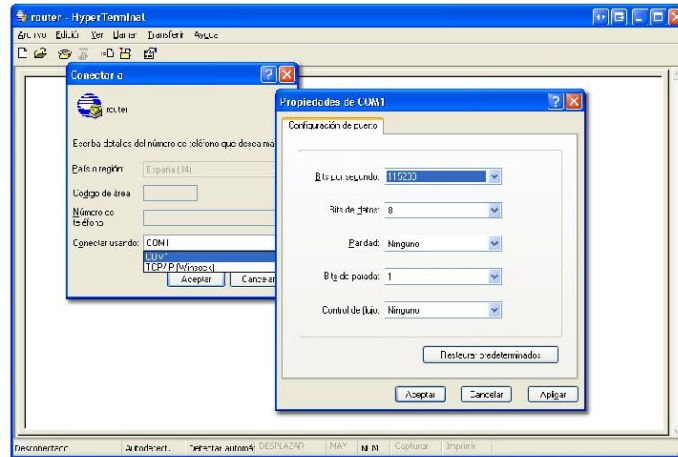 router - HyperTerminal
Archivo Edición Ver Llamar Transferir Ayuda
Conectar a
router
Escriba detalles del número de teléfono que desea ma
País o región: España (34)
Código de área
Número de teléfono
Conectar usando: COM1
COM1
TCP/IP (Winsock)
Aceptar Cancelar
Propiedades de COM1
Configuración de puerto
Bits por segundo: 115200
Bits de datos: 8
Paridad: Ninguno
Bits de parada: 1
Control de flujo: Ninguno
Restaurar predeterminados
Aceptar Cancelar Aplicar
Desconectado Autodetect. Detectar automá DESPLAZAR MAY NUM Capturar Imprimir